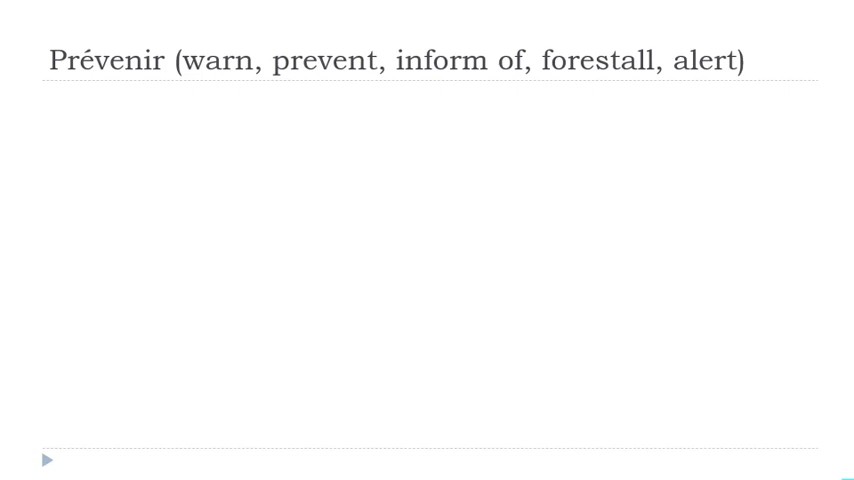 Prévenir (warn, prevent, inform of, forestall, alert)